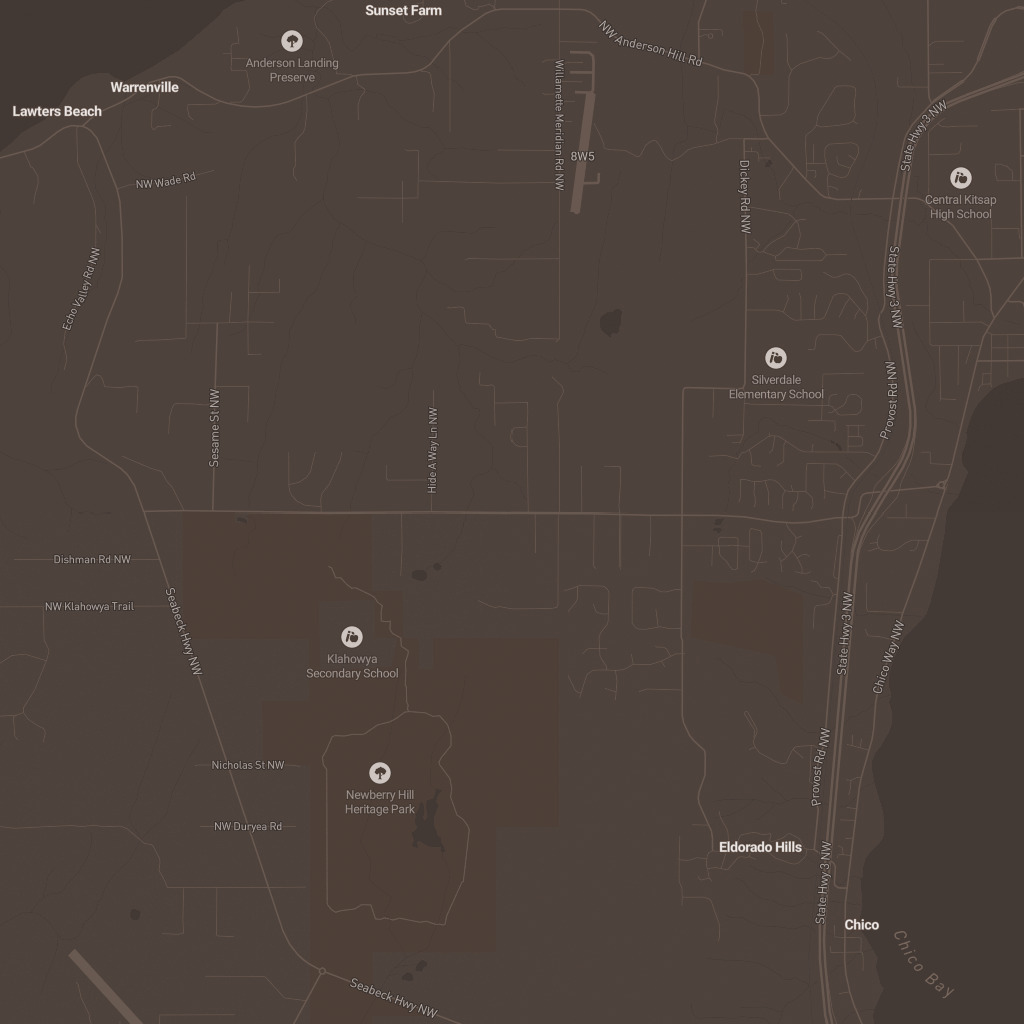 Sunset Farm
NW Anderson Hill Rd
Anderson Landing
Preserve
Warrenville
Lawters Beach
Willamette Meridian Rd NW
8W5
State Hwy 3 NW
NW Wade Rd
Dickey Rd NW
Central Kitsap
High School
Echo Valley Rd NW
State Hwy 3 NW
Silverdale
Elementary School
Provost Rd NW
Sesame St NW
Hide A Way Ln NW
Dishman Rd NW
NW Klahowya Trail
Seabeck Hwy NW
Klahowya
Secondary School
State Hwy 3 NW
Chico Way NW
Nicholas St NW
Newberry Hill
Heritage Park
Provost Rd NW
NW Duryea Rd
Eldorado Hills
State Hwy 3 NW
Chico
Chico Bay
Seabeck Hwy NW